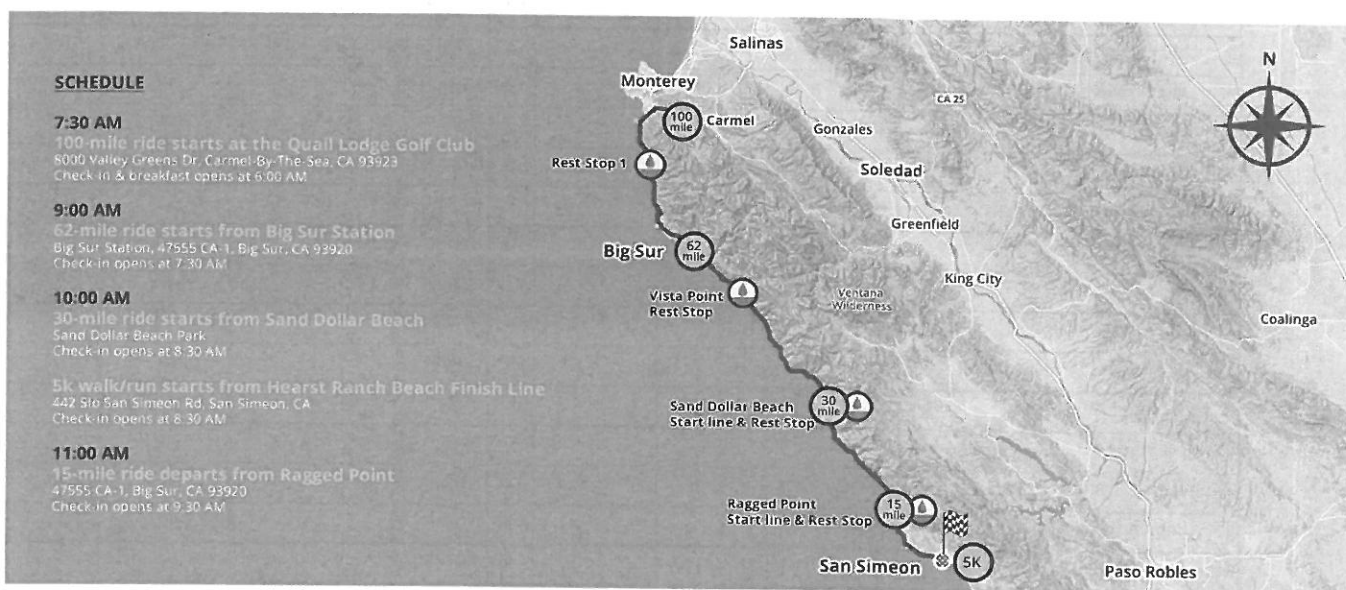 SCHEDULE
7:30 AM
100-mile ride starts at the Quail Lodge Golf Club
8000 Valley Greens Dr, Carmel-By-The-Sea, CA 93923
Check-in & breakfast opens at 6:00 AM
9:00 AM
62-mile ride starts from Big Sur Station
Big Sur Station, 47555 CA-1, Big Sur, CA 93920
Check-in opens at 7:30 AM
10:00 AM
30-mile ride starts from Sand Dollar Beach
Sand Dollar Beach Park
Check-in opens at 8:30 AM
5k walk/run starts from Hearst Ranch Beach Finish Line
442 Slo San Simeon Rd, San Simeon, CA
Check-in opens at 8:30 AM
11:00 AM
15-mile ride departs from Ragged Point
47555 CA-1, Big Sur, CA 93920
Check-in opens at 9:30 AM
Salinas
Monterey
N
CA 25
100
mile
Carmel
Gonzales
Rest Stop 1
Soledad
Greenfield
Big Sur
62
mile
King City
Vista Point
Rest Stop
Ventana
Wilderness
Coalinga
30
mile
Sand Dollar Beach
Start line & Rest Stop
15
mile
Ragged Point
Start line & Rest Stop
San Simeon
5K
Paso Robles